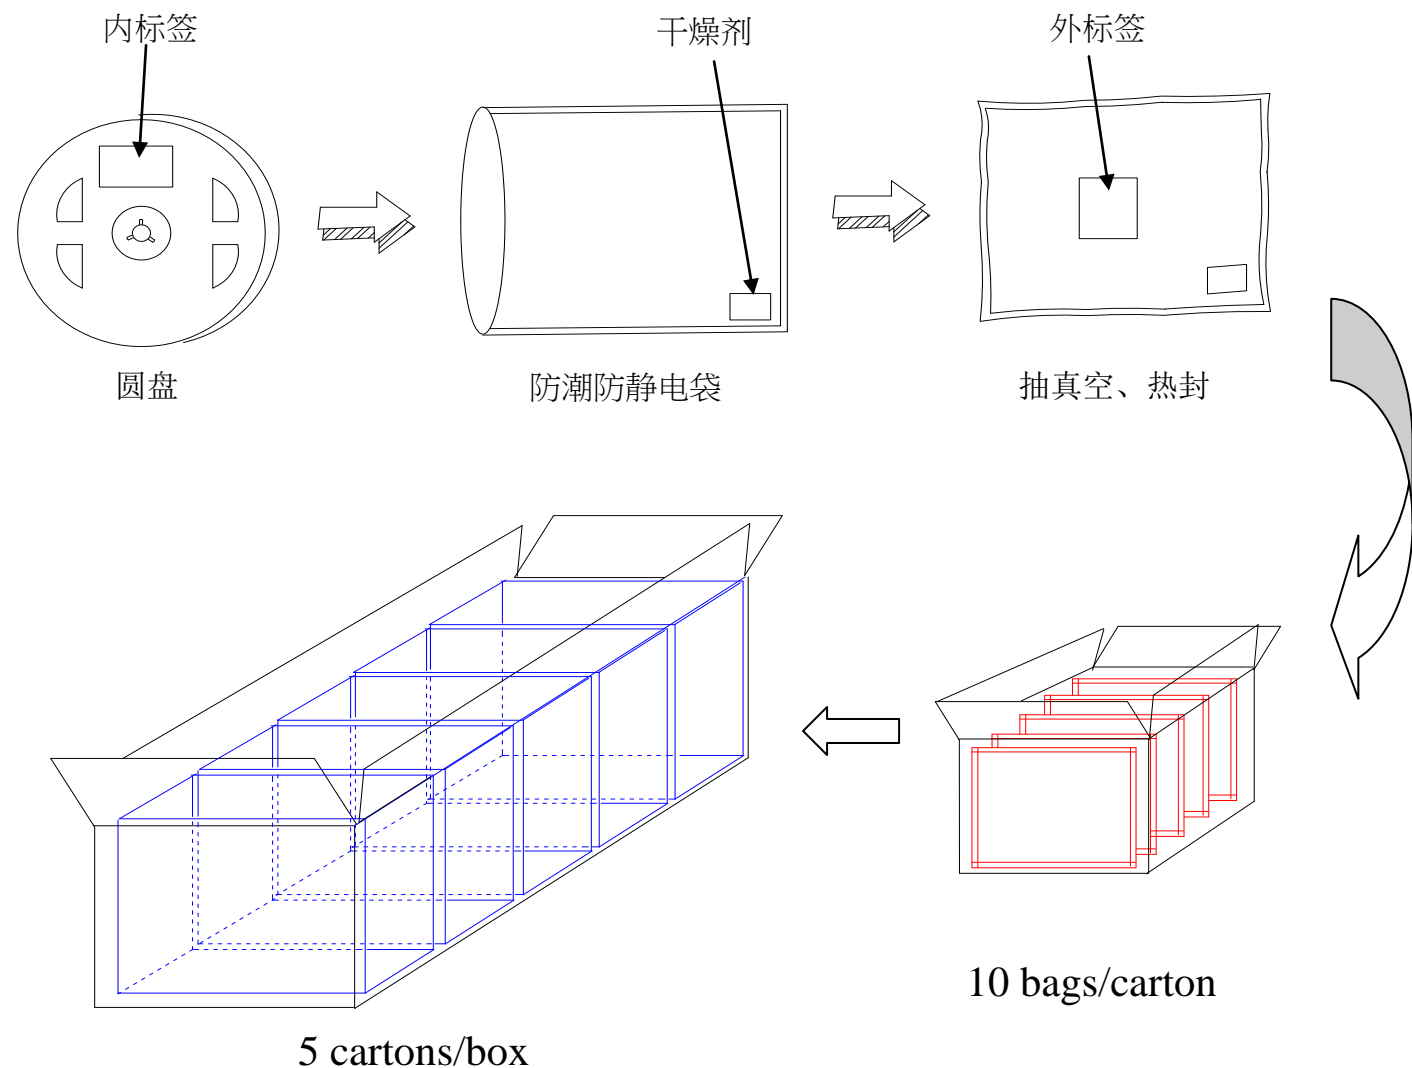 内标签
干燥剂
外标签
圆盘
防潮防静电袋
抽真空、热封
10 bags/carton
5 cartons/box